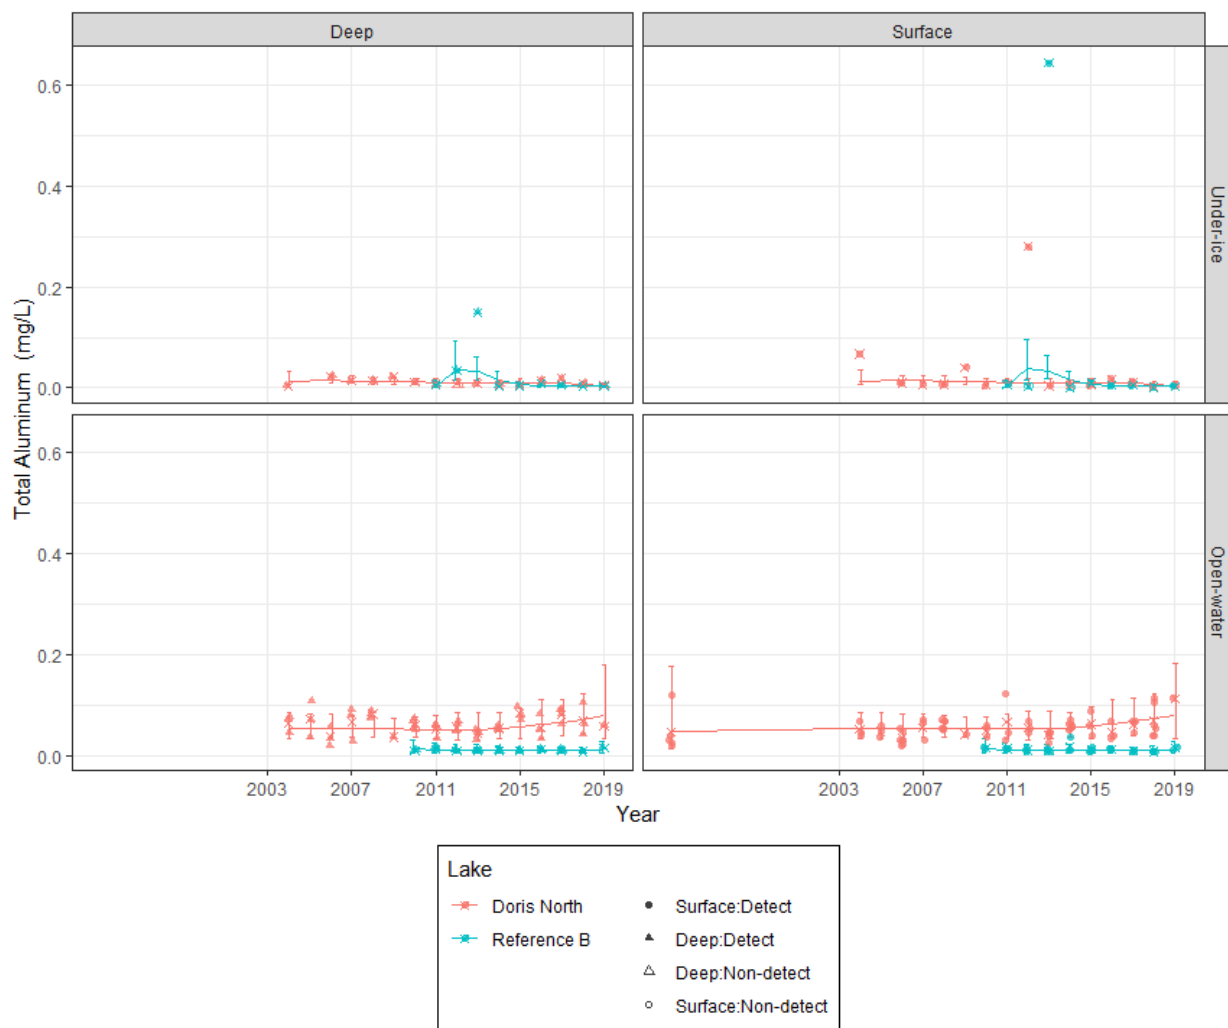 Deep
Surface
0.6
0.4
0.2
0.0
Under-ice
Total Aluminum (mg/L)
0.6
0.4
0.2
0.0
Open-water
2003 2007 2011 2015 2019
2003 2007 2011 2015 2019
Year
Lake
Doris North
Reference B
Surface:Detect
Deep:Detect
Deep:Non-detect
Surface:Non-detect